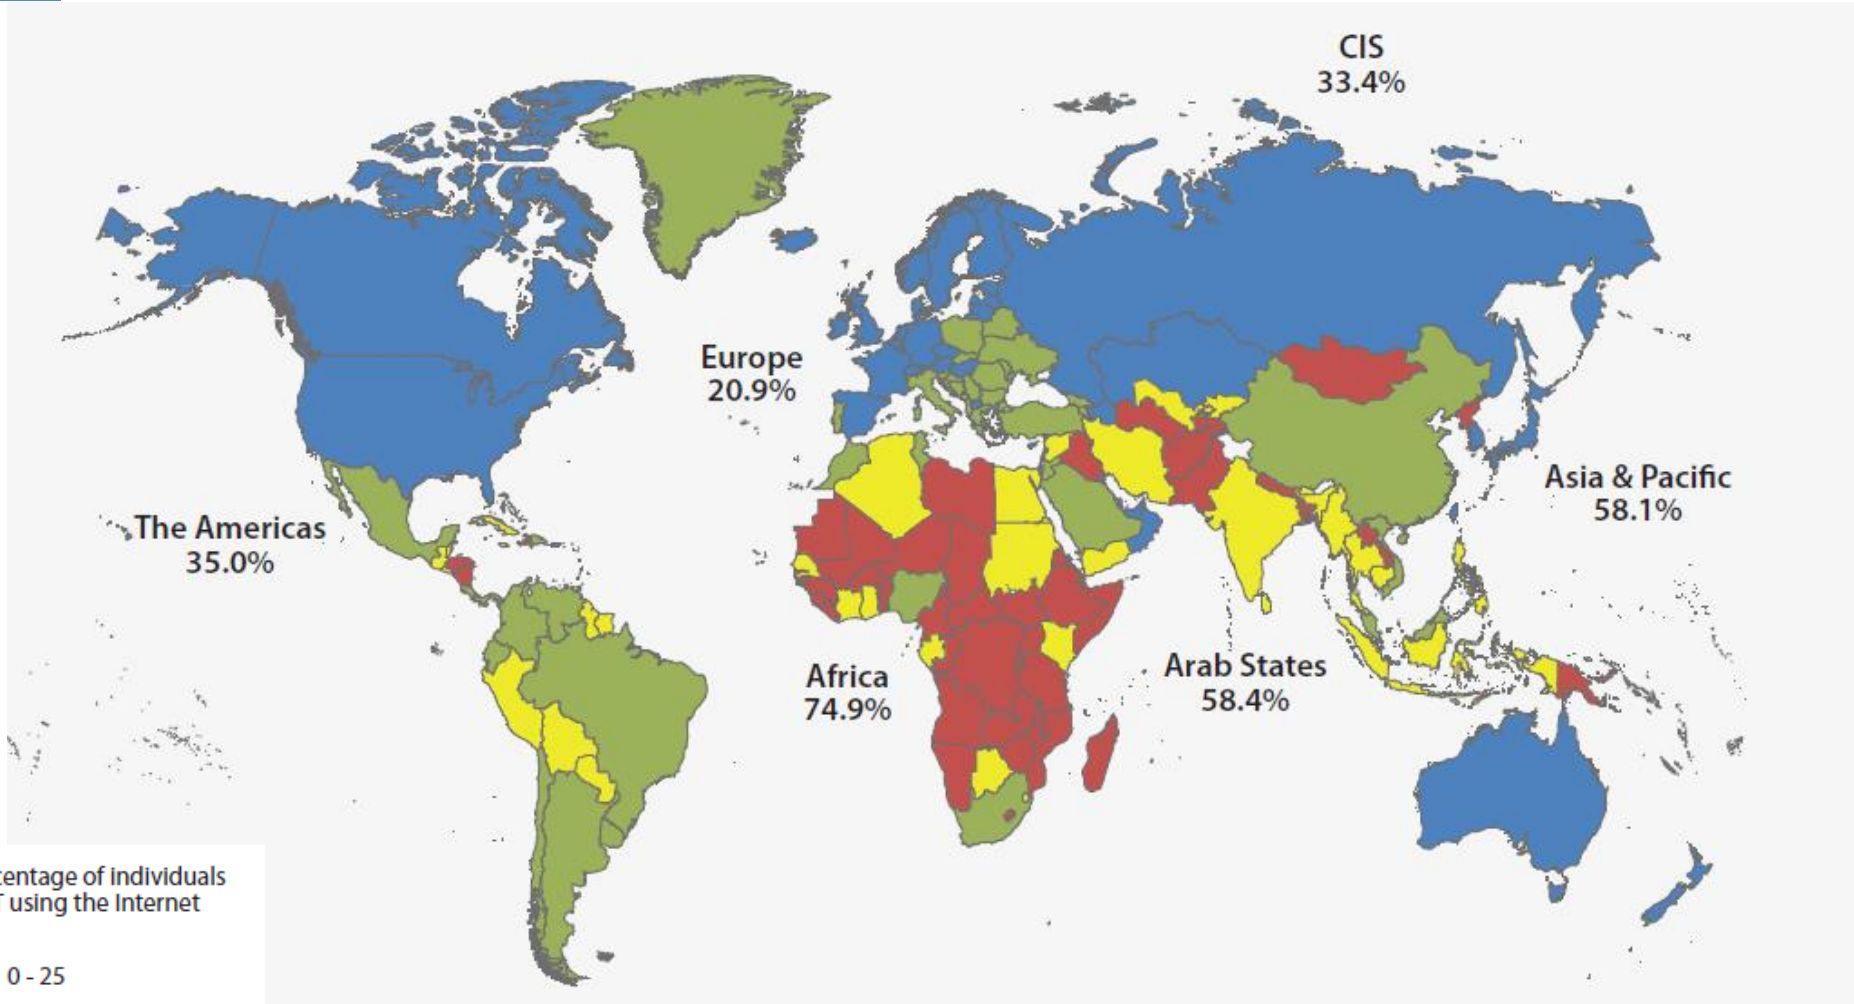 CIS
33.4%
Europe
20.9%
Asia & Pacific
58.1%
The Americas
35.0%
Africa
74.9%
Arab States
58.4%
centage of individuals
using the Internet
0 - 25